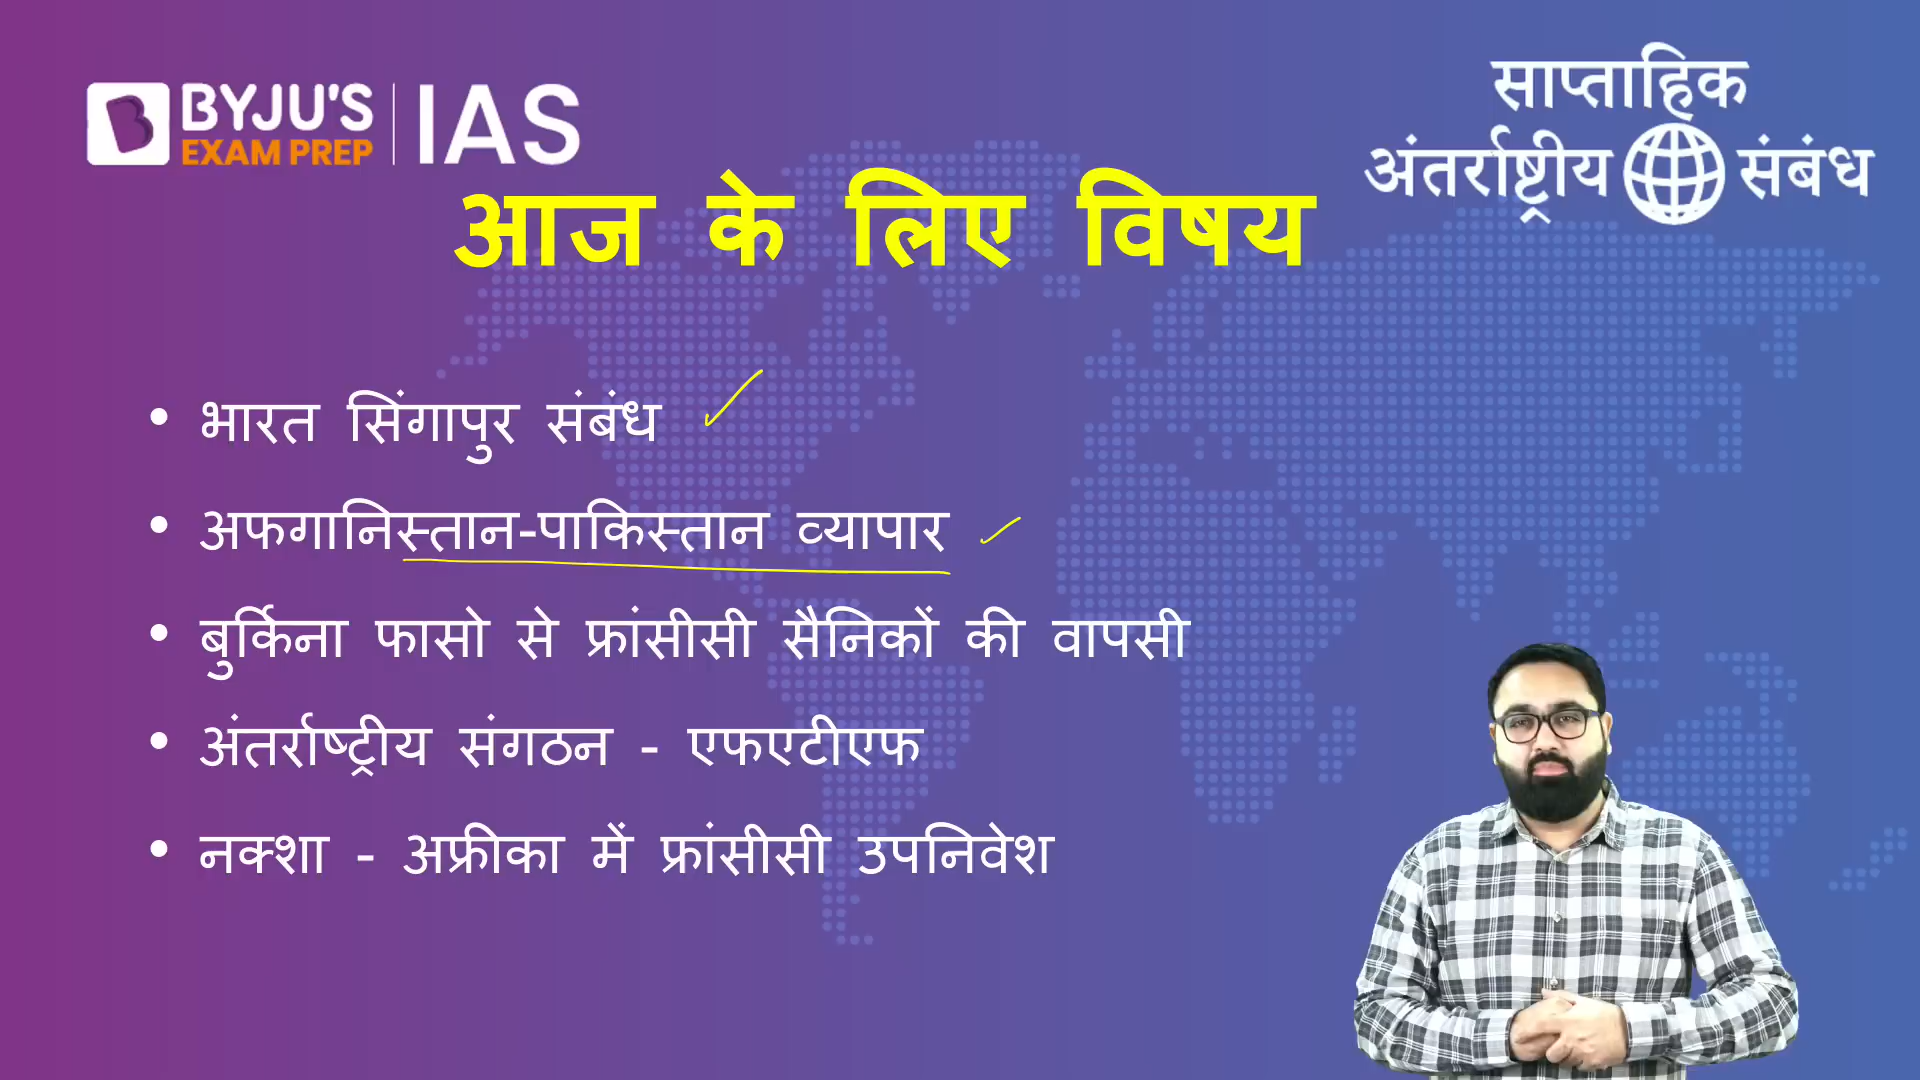 BYJU'S
EXAM PREP
IAS
साप्ताहिक
अंतर्राष्ट्रीय संबंध
आज के लिए विषय
• भारत सिंगापुर संबंध
• अफगानिस्तान-पाकिस्तान व्यापार
• बुर्किना फासो से फ्रांसीसी सैनिकों की वापसी
• अंतर्राष्ट्रीय संगठन - एफएटीएफ
• नक्शा - अफ्रीका में फ्रांसीसी उपनिवेश